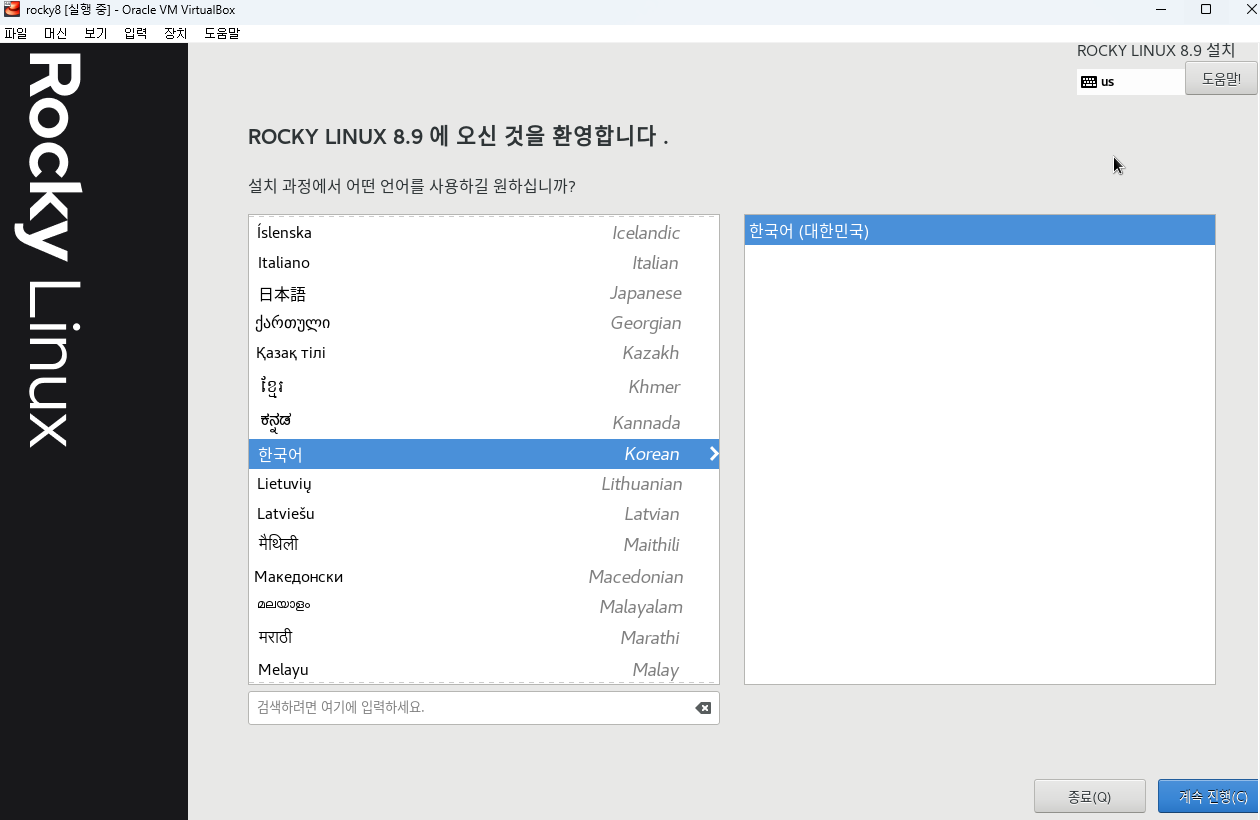 rocky8 [실행 중] - Oracle VM VirtualBox
파일 머신 보기 입력 장치 도움말
Rocky Linux
ROCKY LINUX 8.9 설치
us
도움말!
ROCKY LINUX 8.9 에 오신 것을 환영합니다 .
설치 과정에서 어떤 언어를 사용하길 원하십니까?
Íslenska Icelandic
Italiano Italian
日本語 Japanese
ქართული Georgian
Қазақ тілі Kazakh
ខ្មែរ Khmer
ಕನ್ನಡ Kannada
한국어 Korean
Lietuvių Lithuanian
Latviešu Latvian
मैथिली Maithili
Македонски Macedonian
മലയാളം Malayalam
मराठी Marathi
Melayu Malay
한국어 (대한민국)
검색하려면 여기에 입력하세요.
종료(Q)
계속 진행(C)